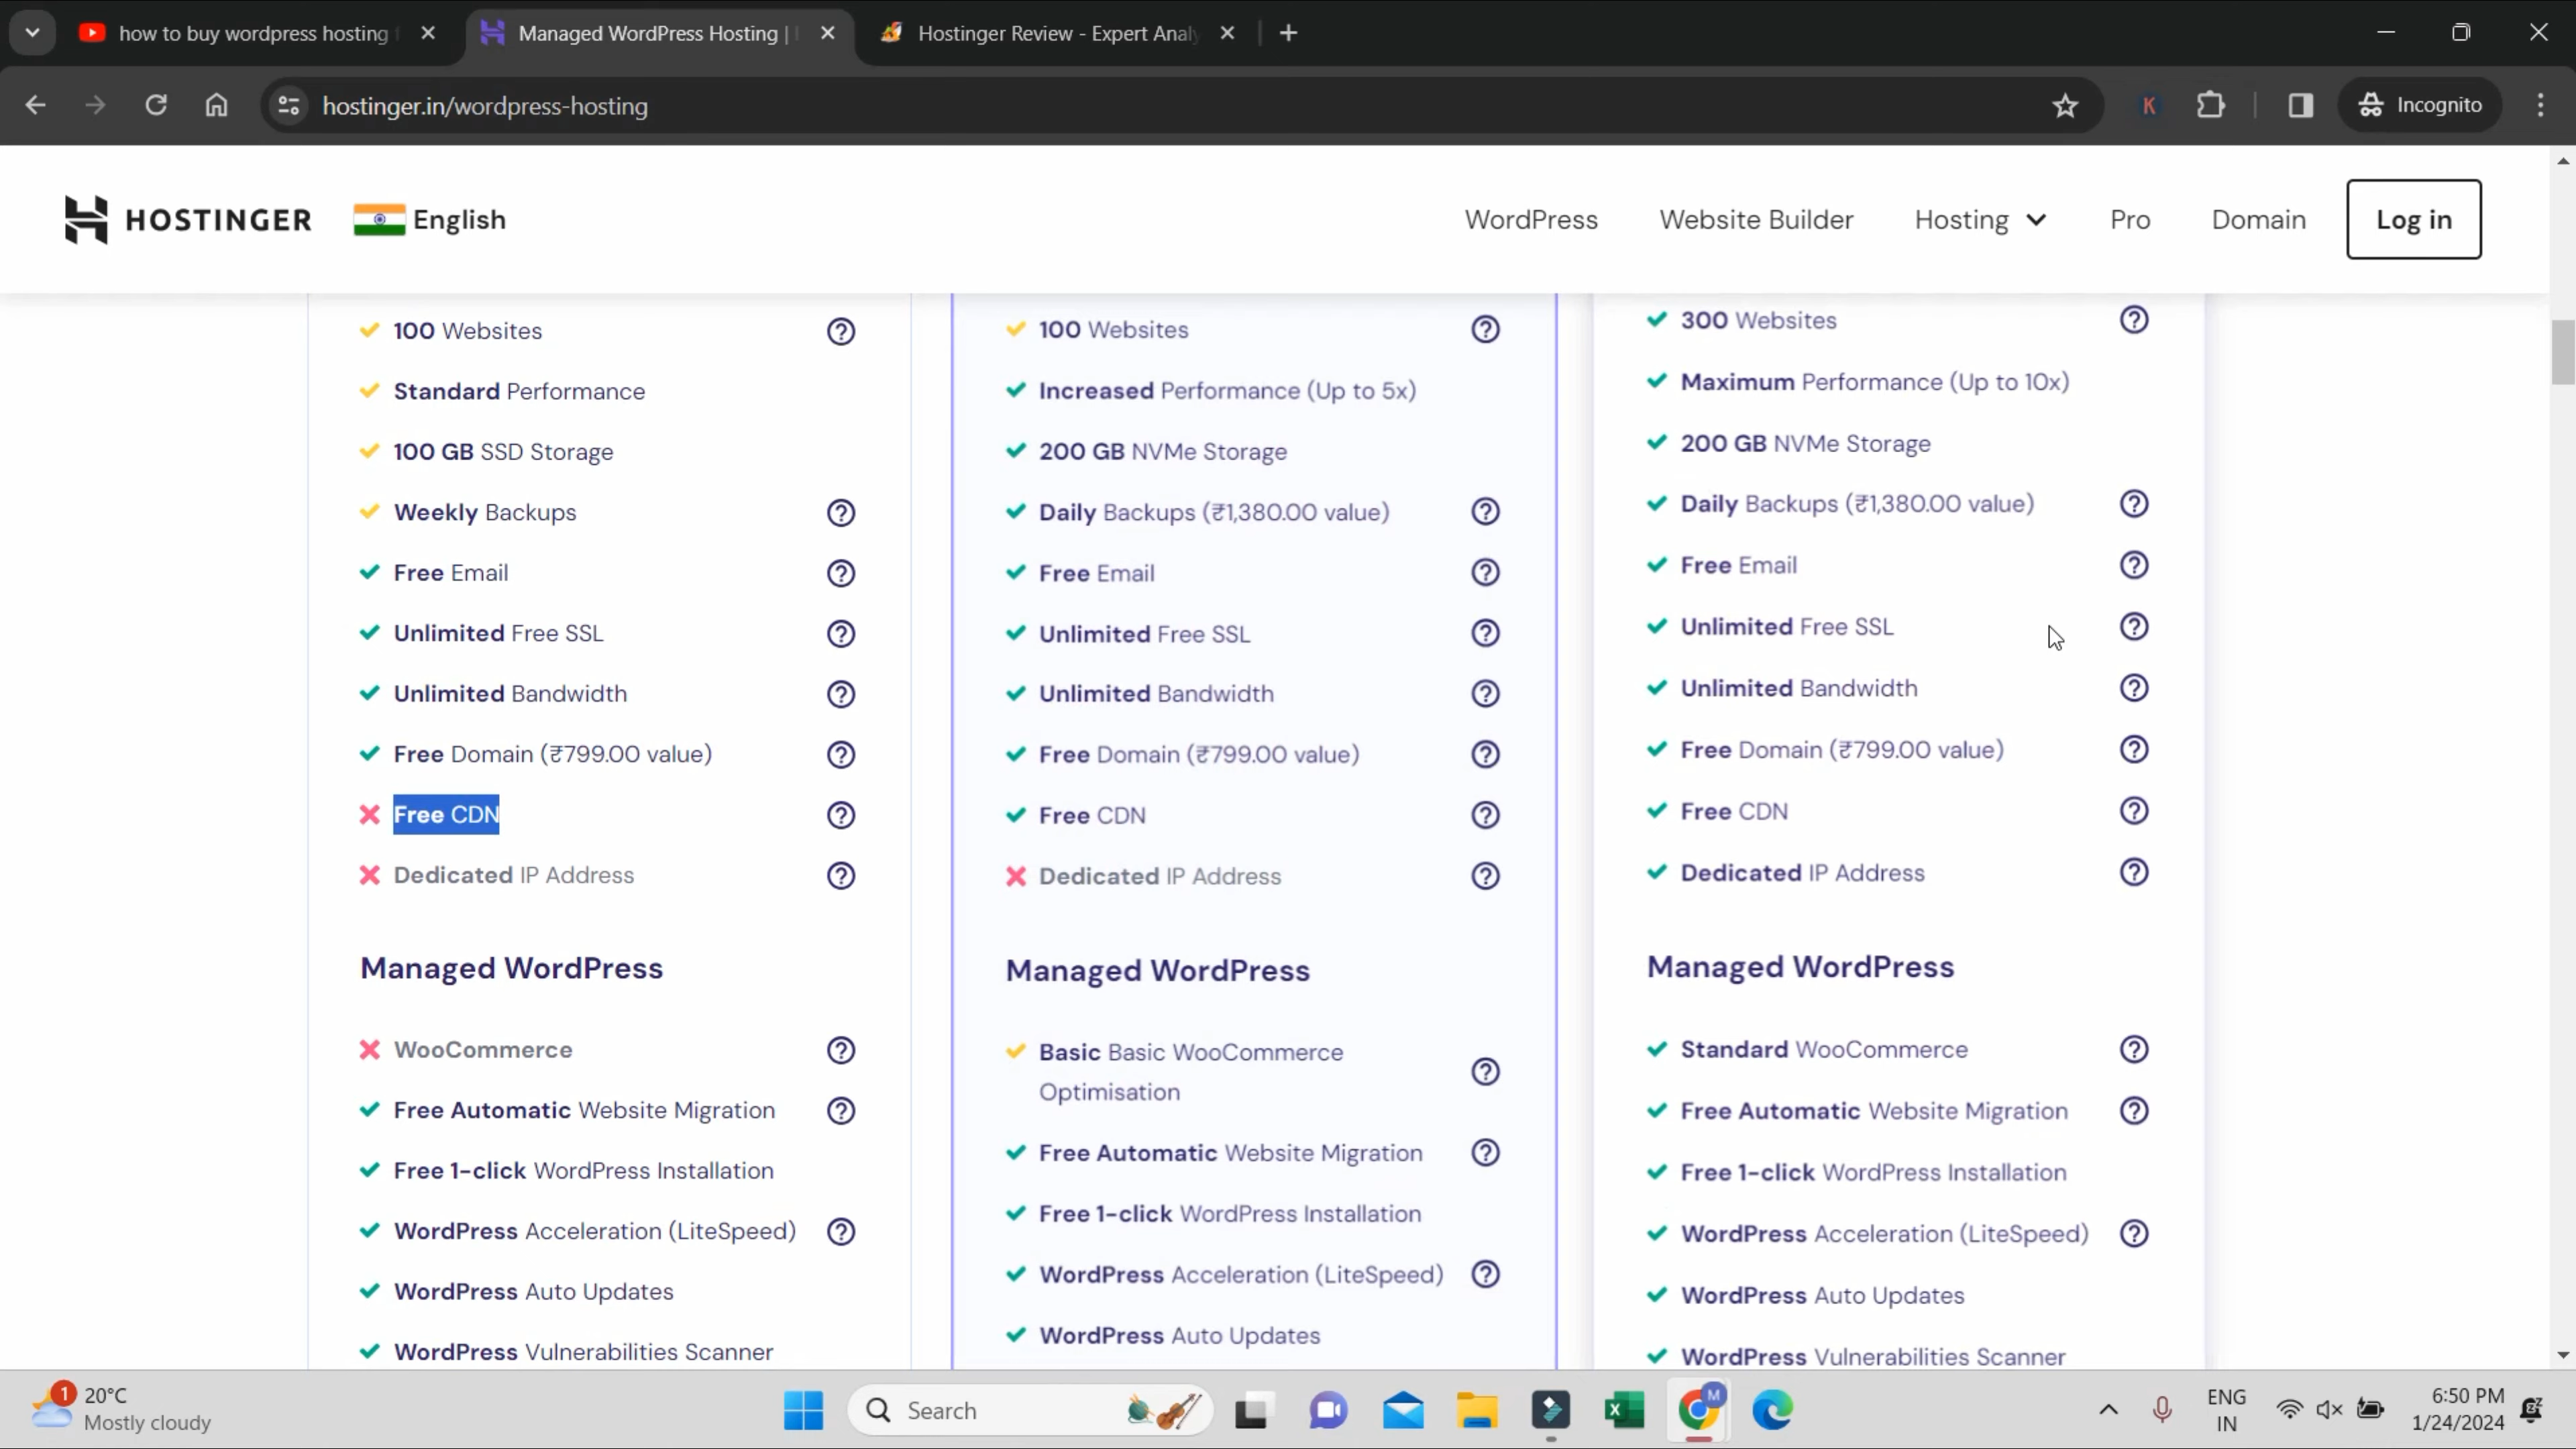 how to buy wordpress hosting
Managed WordPress Hosting |
Hostinger Review - Expert Analy
hostinger.in/wordpress-hosting
K
Incognito
HOSTINGER
English
WordPress
Website Builder
Hosting
Pro
Domain
Log in
100 Websites
Standard Performance
100 GB SSD Storage
Weekly Backups
Free Email
Unlimited Free SSL
Unlimited Bandwidth
Free Domain (₹799.00 value)
Free CDN
Dedicated IP Address
Managed WordPress
WooCommerce
Free Automatic Website Migration
Free 1-click WordPress Installation
WordPress Acceleration (LiteSpeed)
WordPress Auto Updates
WordPress Vulnerabilities Scanner
100 Websites
Increased Performance (Up to 5x)
200 GB NVMe Storage
Daily Backups (₹1,380.00 value)
Free Email
Unlimited Free SSL
Unlimited Bandwidth
Free Domain (₹799.00 value)
Free CDN
Dedicated IP Address
Managed WordPress
Basic Basic WooCommerce
Optimisation
Free Automatic Website Migration
Free 1-click WordPress Installation
WordPress Acceleration (LiteSpeed)
WordPress Auto Updates
300 Websites
Maximum Performance (Up to 10x)
200 GB NVMe Storage
Daily Backups (₹1,380.00 value)
Free Email
Unlimited Free SSL
Unlimited Bandwidth
Free Domain (₹799.00 value)
Free CDN
Dedicated IP Address
Managed WordPress
Standard WooCommerce
Free Automatic Website Migration
Free 1-click WordPress Installation
WordPress Acceleration (LiteSpeed)
WordPress Auto Updates
WordPress Vulnerabilities Scanner
1
20°C
Mostly cloudy
Search
M
ENG
IN
6:50 PM
1/24/2024